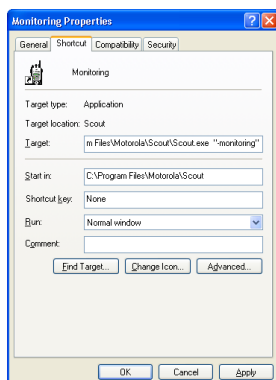 Monitoring Properties
General Shortcut Compatibility Security
Monitoring
Target type: Application
Target location: Scout
Target: m Files\Motorola\Scout\Scout.exe "-monitoring"
Start in: C:\Program Files\Motorola\Scout
Shortcut key: None
Run: Normal window
Comment:
Find Target... Change Icon... Advanced...
OK Cancel Apply